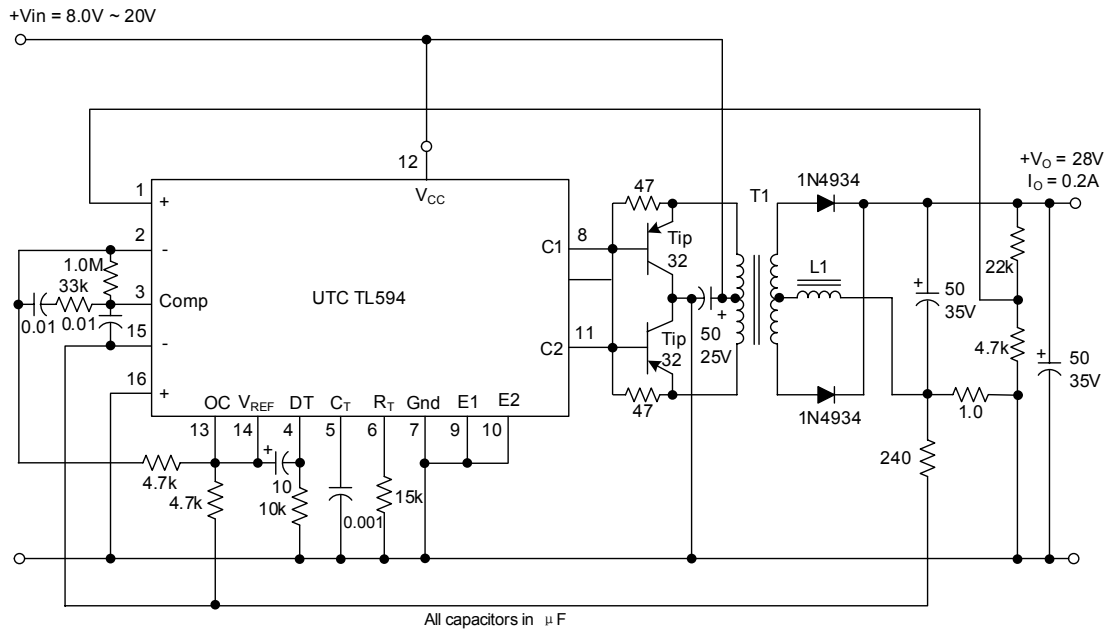 +Vin = 8.0V ~ 20V
12
VCC
+VO = 28V
IO = 0.2A
1
+
2
-
1.0M
33k
3
Comp
0.01
0.01
15
-
16
+
UTC TL594
C1
8
C2
11
47
Tip
32
Tip
32
47
+
50
25V
T1
1N4934
L1
1N4934
+
50
35V
22k
4.7k
+
50
35V
1.0
240
OC
VREF
DT
CT
RT
Gnd
E1
E2
13
14
4
5
6
7
9
10
+
4.7k
4.7k
10
10k
0.001
15k
All capacitors in μF